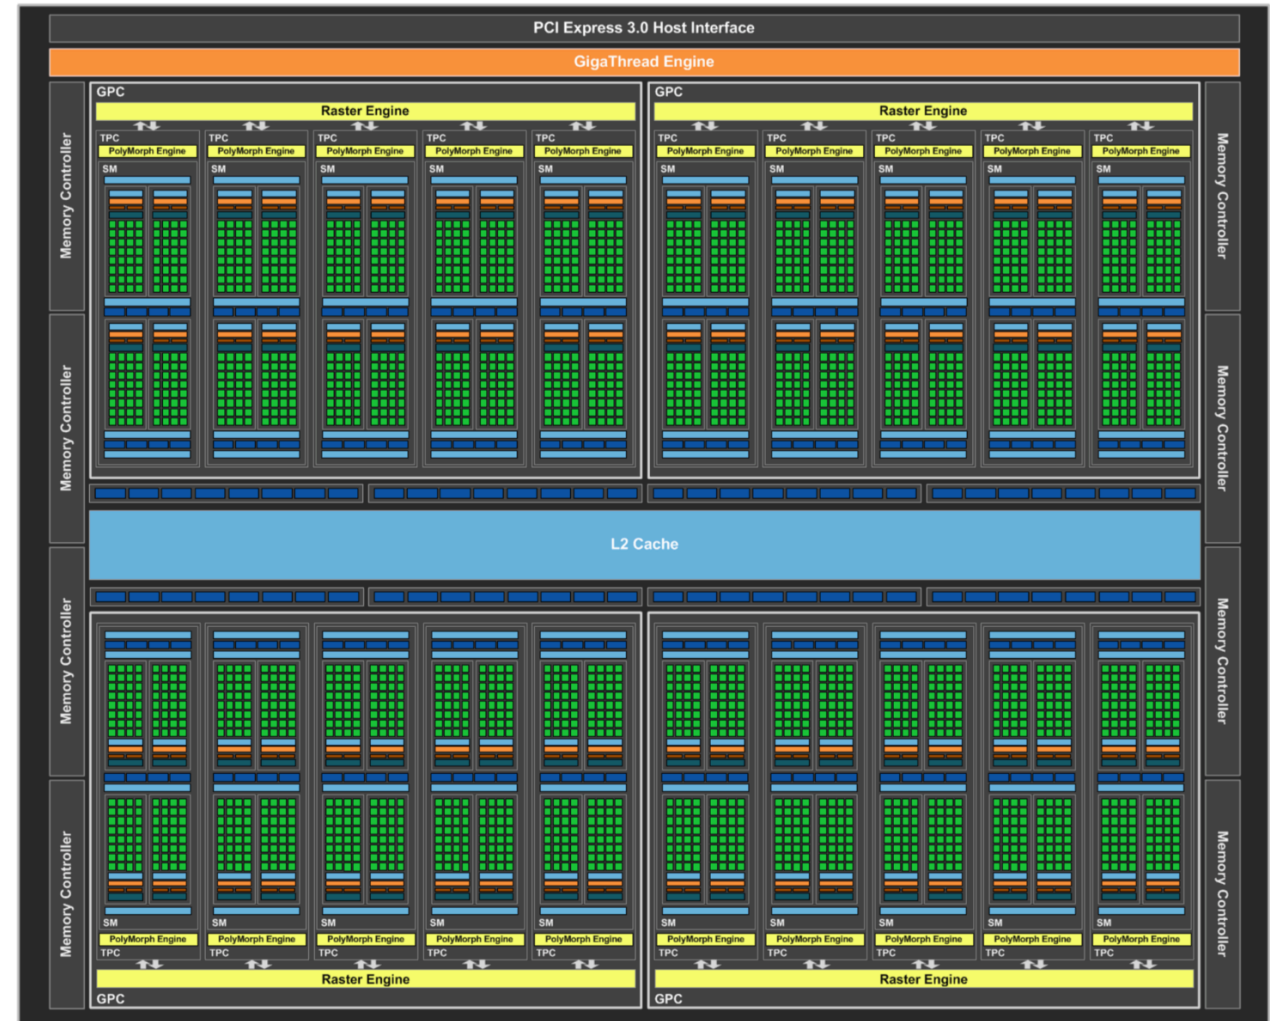 PCI Express 3.0 Host Interface
GigaThread Engine
Memory Controller
Memory Controller
Memory Controller
Memory Controller
GPC
Raster Engine
TPC TPC TPC TPC TPC
PolyMorph Engine PolyMorph Engine PolyMorph Engine PolyMorph Engine PolyMorph Engine
SM SM SM SM SM
GPC
Raster Engine
TPC TPC TPC TPC TPC
PolyMorph Engine PolyMorph Engine PolyMorph Engine PolyMorph Engine PolyMorph Engine
SM SM SM SM SM
L2 Cache
SM SM SM SM SM
PolyMorph Engine PolyMorph Engine PolyMorph Engine PolyMorph Engine PolyMorph Engine
TPC TPC TPC TPC TPC
Raster Engine
GPC
SM SM SM SM SM
PolyMorph Engine PolyMorph Engine PolyMorph Engine PolyMorph Engine PolyMorph Engine
TPC TPC TPC TPC TPC
Raster Engine
GPC
Memory Controller
Memory Controller
Memory Controller
Memory Controller